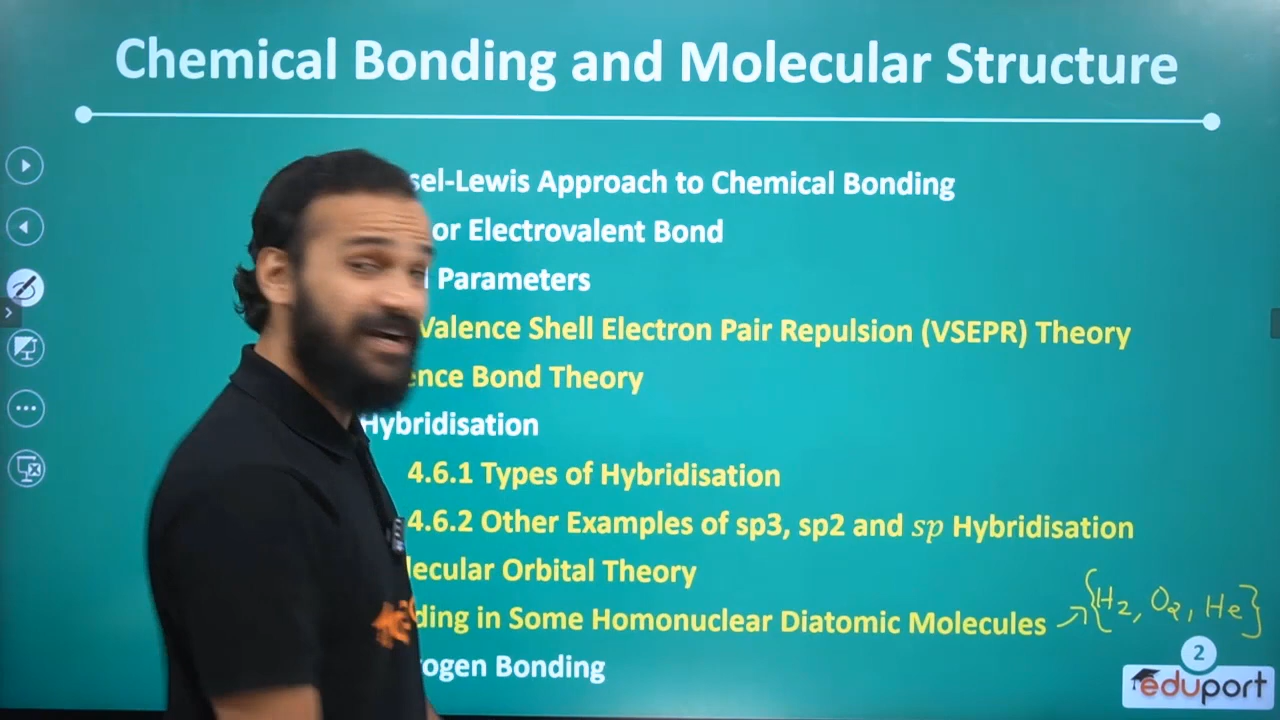 Chemical Bonding and Molecular Structure
sel-Lewis Approach to Chemical Bonding
or Electrovalent Bond
Parameters
Valence Shell Electron Pair Repulsion (VSEPR) Theory
ence Bond Theory
Hybridisation
4.6.1 Types of Hybridisation
4.6.2 Other Examples of sp3, sp2 and sp Hybridisation
lecular Orbital Theory
ding in Some Homonuclear Diatomic Molecules → {H2, O2, He}
rogen Bonding
2
eduport